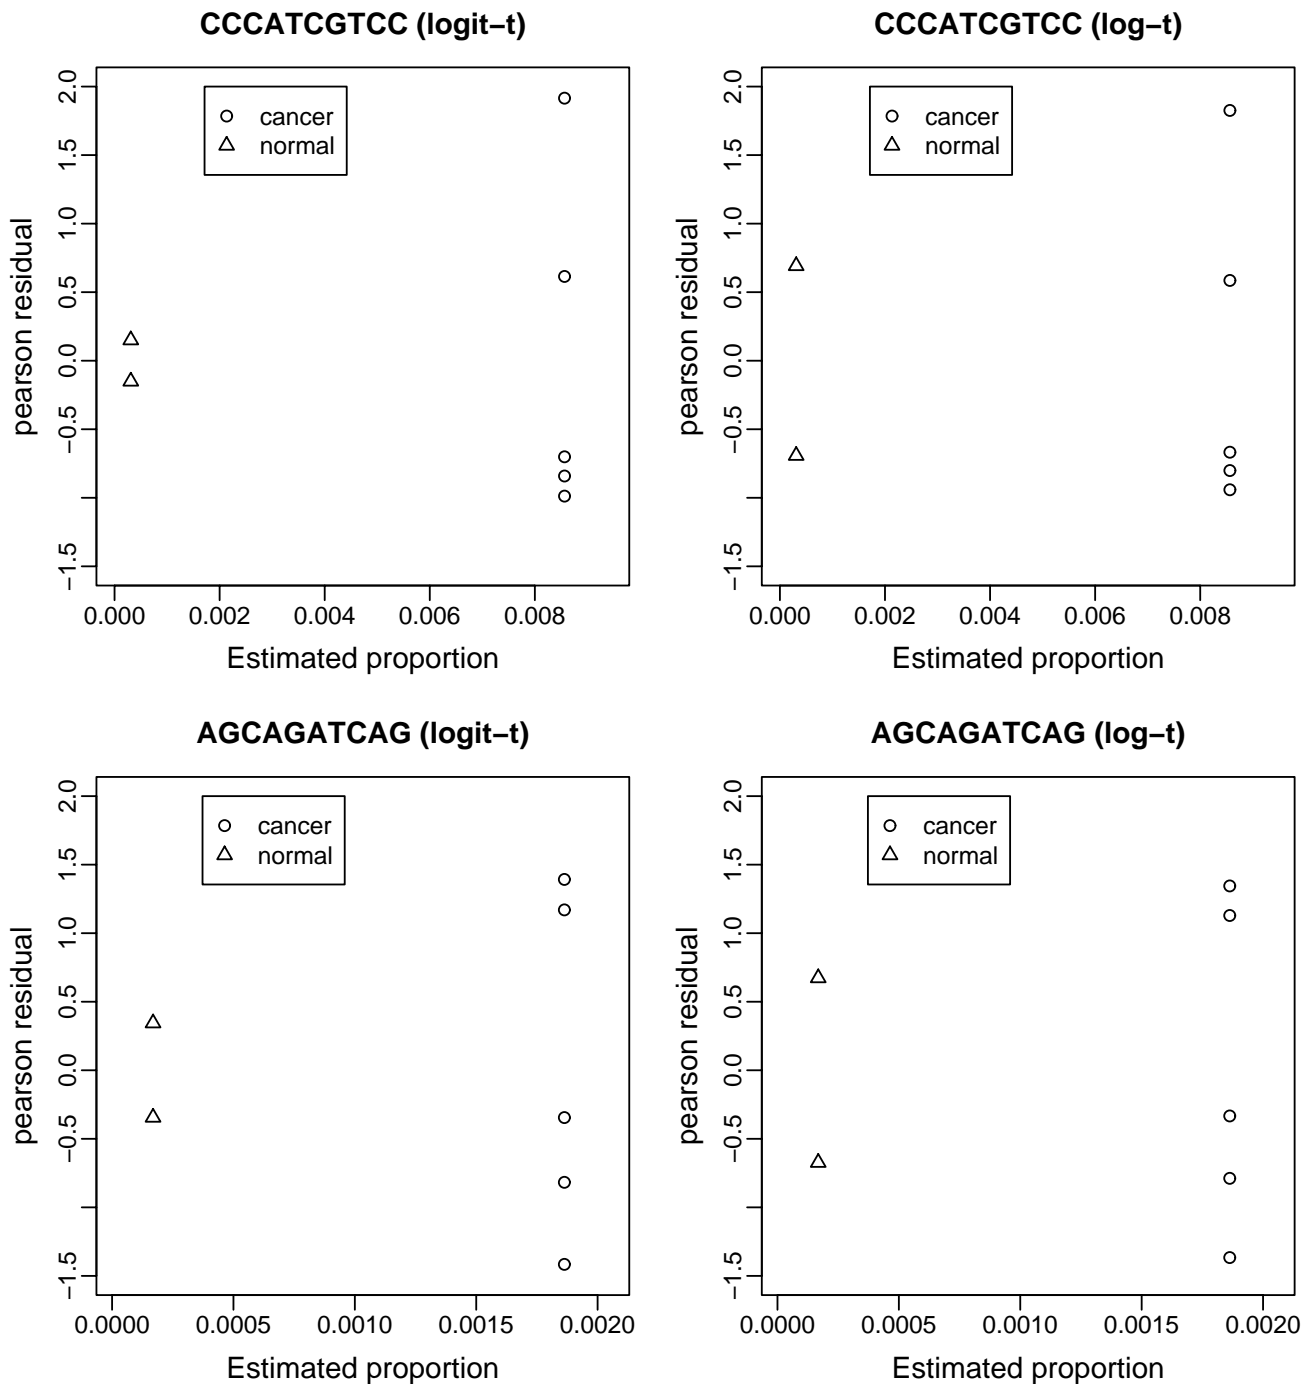 CCCATCGTCC (logit−t)
pearson residual
2.0
1.5
1.0
0.5
0.0
−0.5
−1.5
cancer
normal
0.000 0.002 0.004 0.006 0.008
Estimated proportion
CCCATCGTCC (log−t)
pearson residual
2.0
1.5
1.0
0.5
0.0
−0.5
−1.5
cancer
normal
0.000 0.002 0.004 0.006 0.008
Estimated proportion
AGCAGATCAG (logit−t)
pearson residual
2.0
1.5
1.0
0.5
0.0
−0.5
−1.5
cancer
normal
0.0000 0.0005 0.0010 0.0015 0.0020
Estimated proportion
AGCAGATCAG (log−t)
pearson residual
2.0
1.5
1.0
0.5
0.0
−0.5
−1.5
cancer
normal
0.0000 0.0005 0.0010 0.0015 0.0020
Estimated proportion